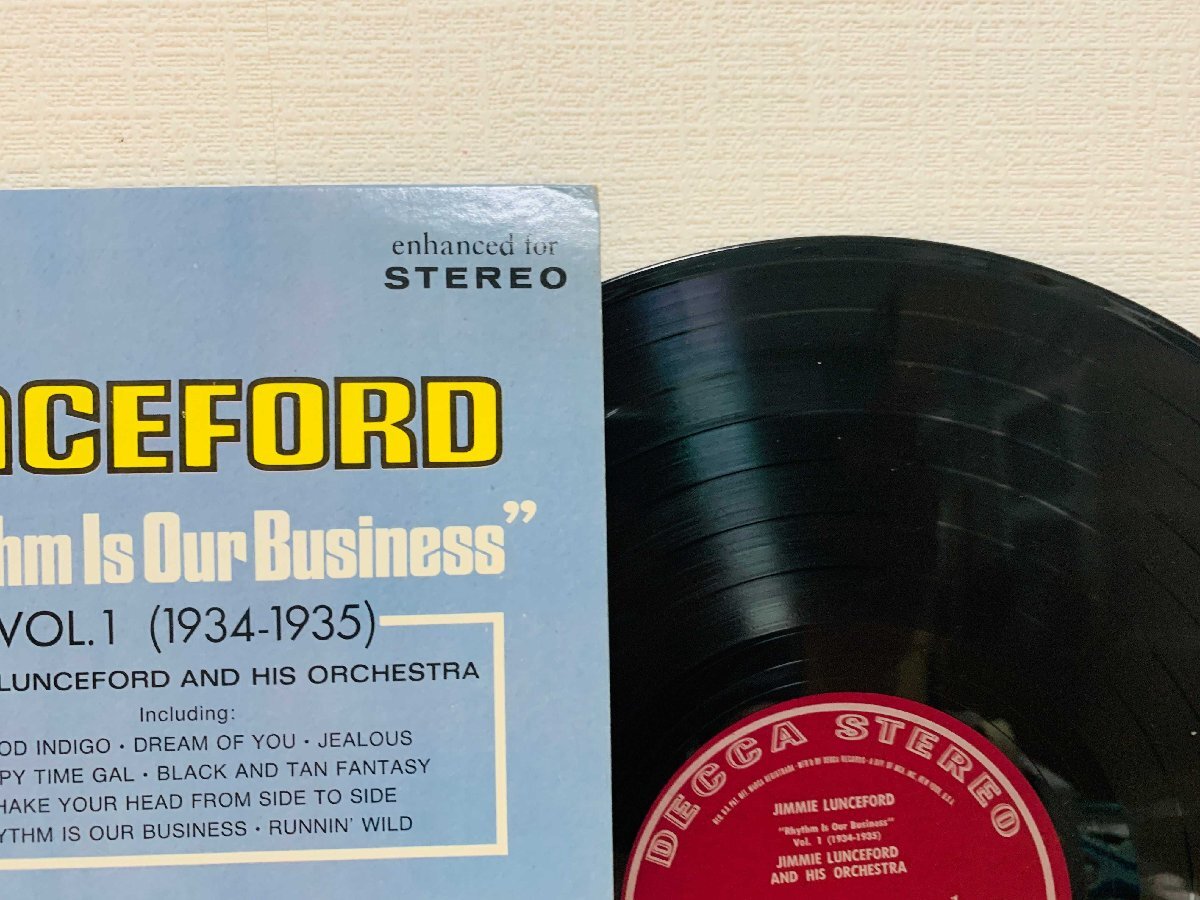 enhanced for
STEREO
NCEFORD
hm Is Our Business”
VOL. 1 (1934-1935)
LUNCEFORD AND HIS ORCHESTRA
Including:
OOD INDIGO · DREAM OF YOU · JEALOUS
PY TIME GAL · BLACK AND TAN FANTASY
HAKE YOUR HEAD FROM SIDE TO SIDE
YTHM IS OUR BUSINESS · RUNNIN’ WILD
DECCA STEREO
JIMMIE LUNCEFORD
"Rhythm Is Our Business"
Vol. 1 (1934-1935)
JIMMIE LUNCEFORD
AND HIS ORCHESTRA